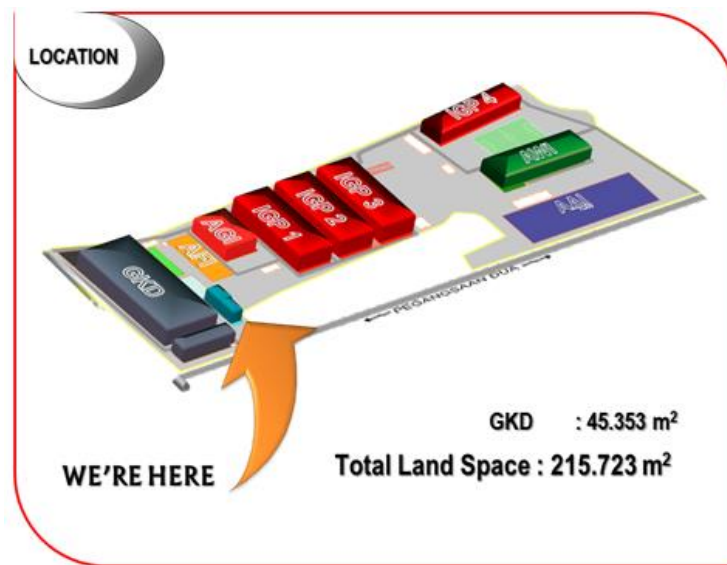 LOCATION
IGP 4
AWI
AAI
IGP 3
IGP 2
IGP 1
AGI
GKD
PEGANGSAAN DUA
GKD : 45.353 m²
Total Land Space : 215.723 m²
WE'RE HERE